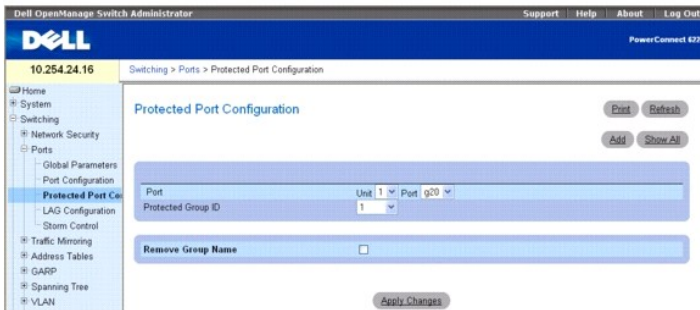 Dell OpenManage Switch Administrator
Support Help About Log Out
DELL
PowerConnect 622
10.254.24.16
Switching > Ports > Protected Port Configuration
Home
System
Switching
Network Security
Ports
Global Parameters
Port Configuration
Protected Port Co
LAG Configuration
Storm Control
Traffic Mirroring
Address Tables
GARP
Spanning Tree
VLAN
Protected Port Configuration
Print Refresh
Add Show All
Port Unit 1 Port g20
Protected Group ID 1
Remove Group Name
Apply Changes